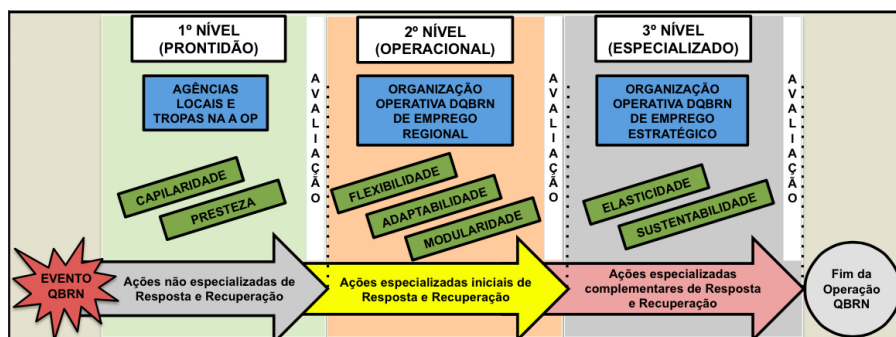 1º NÍVEL
(PRONTIDÃO)
AGÊNCIAS
LOCAIS E
TROPAS NA A OP
CAPILARIDADE
PRESTEZA
AVALIAÇÃO
2º NÍVEL
(OPERACIONAL)
ORGANIZAÇÃO
OPERATIVA DQBRN
DE EMPREGO
REGIONAL
FLEXIBILIDADE
ADAPTABILIDADE
MODULARIDADE
AVALIAÇÃO
3º NÍVEL
(ESPECIALIZADO)
ORGANIZAÇÃO
OPERATIVA DQBRN
DE EMPREGO
ESTRATÉGICO
ELASTICIDADE
SUSTENTABILIDADE
AVALIAÇÃO
EVENTO
QBRN
Ações não especializadas de
Resposta e Recuperação
Ações especializadas iniciais de
Resposta e Recuperação
Ações especializadas
complementares de Resposta
e Recuperação
Fim da
Operação
QBRN